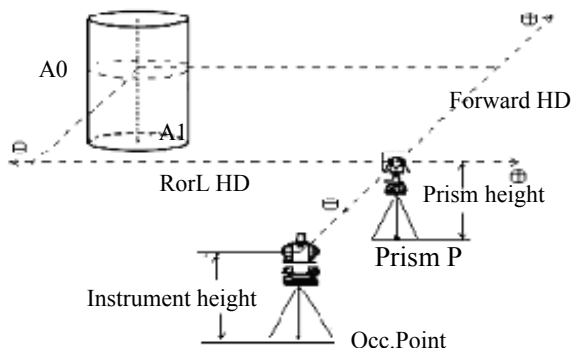 A0
Forward HD
A1
RorL HD
Prism height
Prism P
Instrument height
Occ.Point